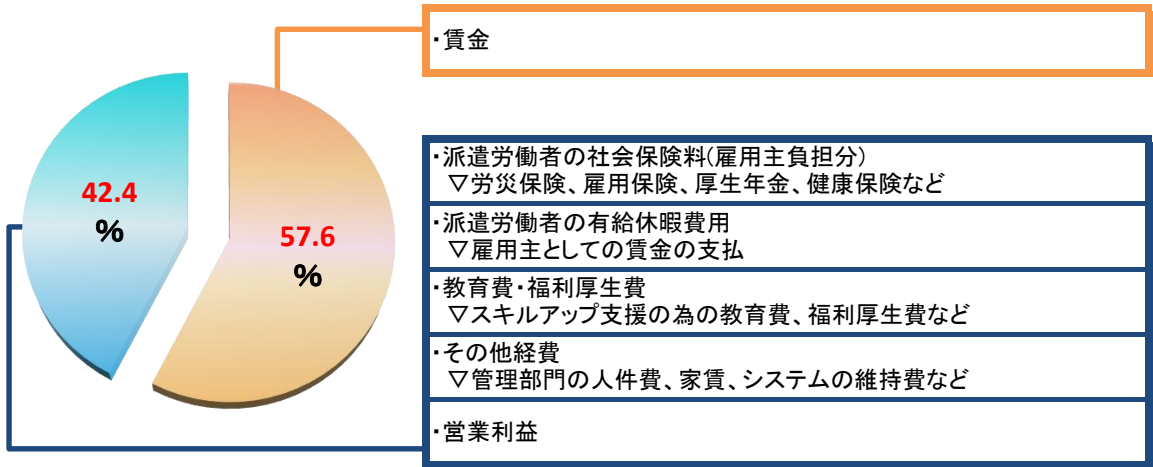 ・賃金
42.4
%
57.6
%
・派遣労働者の社会保険料(雇用主負担分)
▽労災保険、雇用保険、厚生年金、健康保険など
・派遣労働者の有給休暇費用
▽雇用主としての賃金の支払
・教育費・福利厚生費
▽スキルアップ支援の為の教育費、福利厚生費など
・その他経費
▽管理部門の人件費、家賃、システムの維持費など
・営業利益